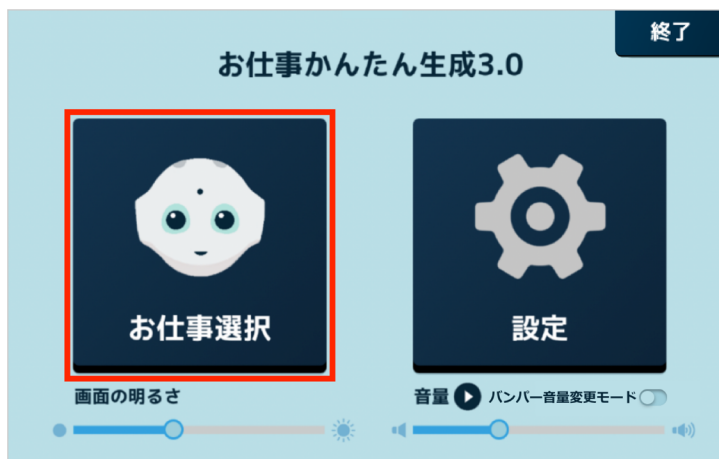 終了
お仕事かんたん生成3.0
お仕事選択
設定
画面の明るさ
音量 バンパー音量変更モード